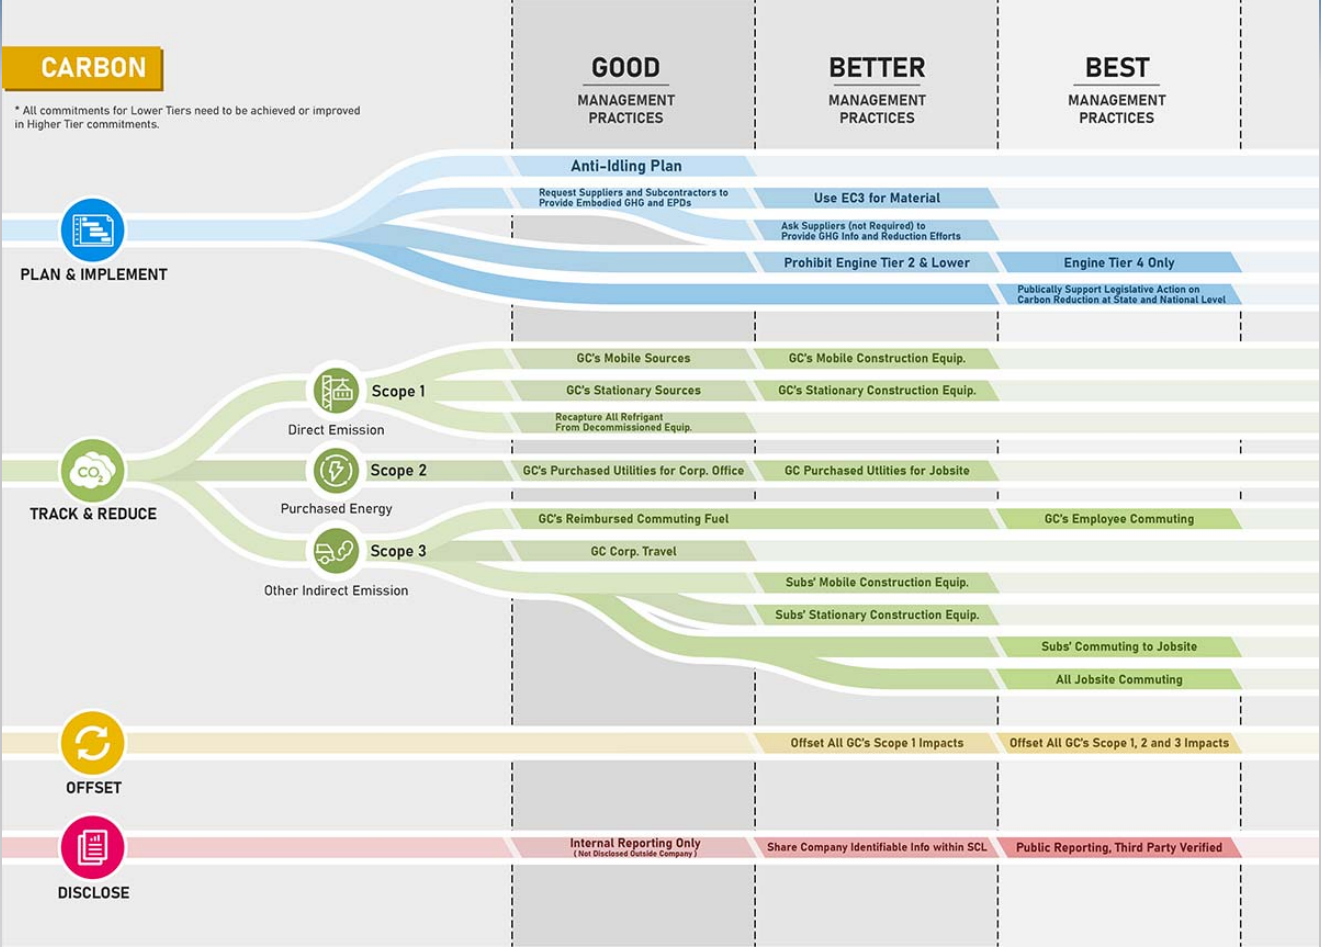 CARBON
* All commitments for Lower Tiers need to be achieved or improved
in Higher Tier commitments.
GOOD
MANAGEMENT
PRACTICES
BETTER
MANAGEMENT
PRACTICES
BEST
MANAGEMENT
PRACTICES
PLAN & IMPLEMENT
Anti-Idling Plan
Request Suppliers and Subcontractors to
Provide Embodied GHG and EPDs
Use EC3 for Material
Ask Suppliers (not Required) to
Provide GHG Info and Reduction Efforts
Prohibit Engine Tier 2 & Lower
Engine Tier 4 Only
Publically Support Legislative Action on
Carbon Reduction at State and National Level
CO2
TRACK & REDUCE
Scope 1
Direct Emission
GC's Mobile Sources
GC's Mobile Construction Equip.
GC's Stationary Sources
GC's Stationary Construction Equip.
Recapture All Refrigant
From Decommissioned Equip.
Scope 2
Purchased Energy
GC's Purchased Utilities for Corp. Office
GC Purchased Utlities for Jobsite
Scope 3
Other Indirect Emission
GC's Reimbursed Commuting Fuel
GC's Employee Commuting
GC Corp. Travel
Subs' Mobile Construction Equip.
Subs' Stationary Construction Equip.
Subs' Commuting to Jobsite
All Jobsite Commuting
OFFSET
Offset All GC's Scope 1 Impacts
Offset All GC's Scope 1, 2 and 3 Impacts
DISCLOSE
Internal Reporting Only
( Not Disclosed Outside Company )
Share Company Identifiable Info within SCL
Public Reporting, Third Party Verified